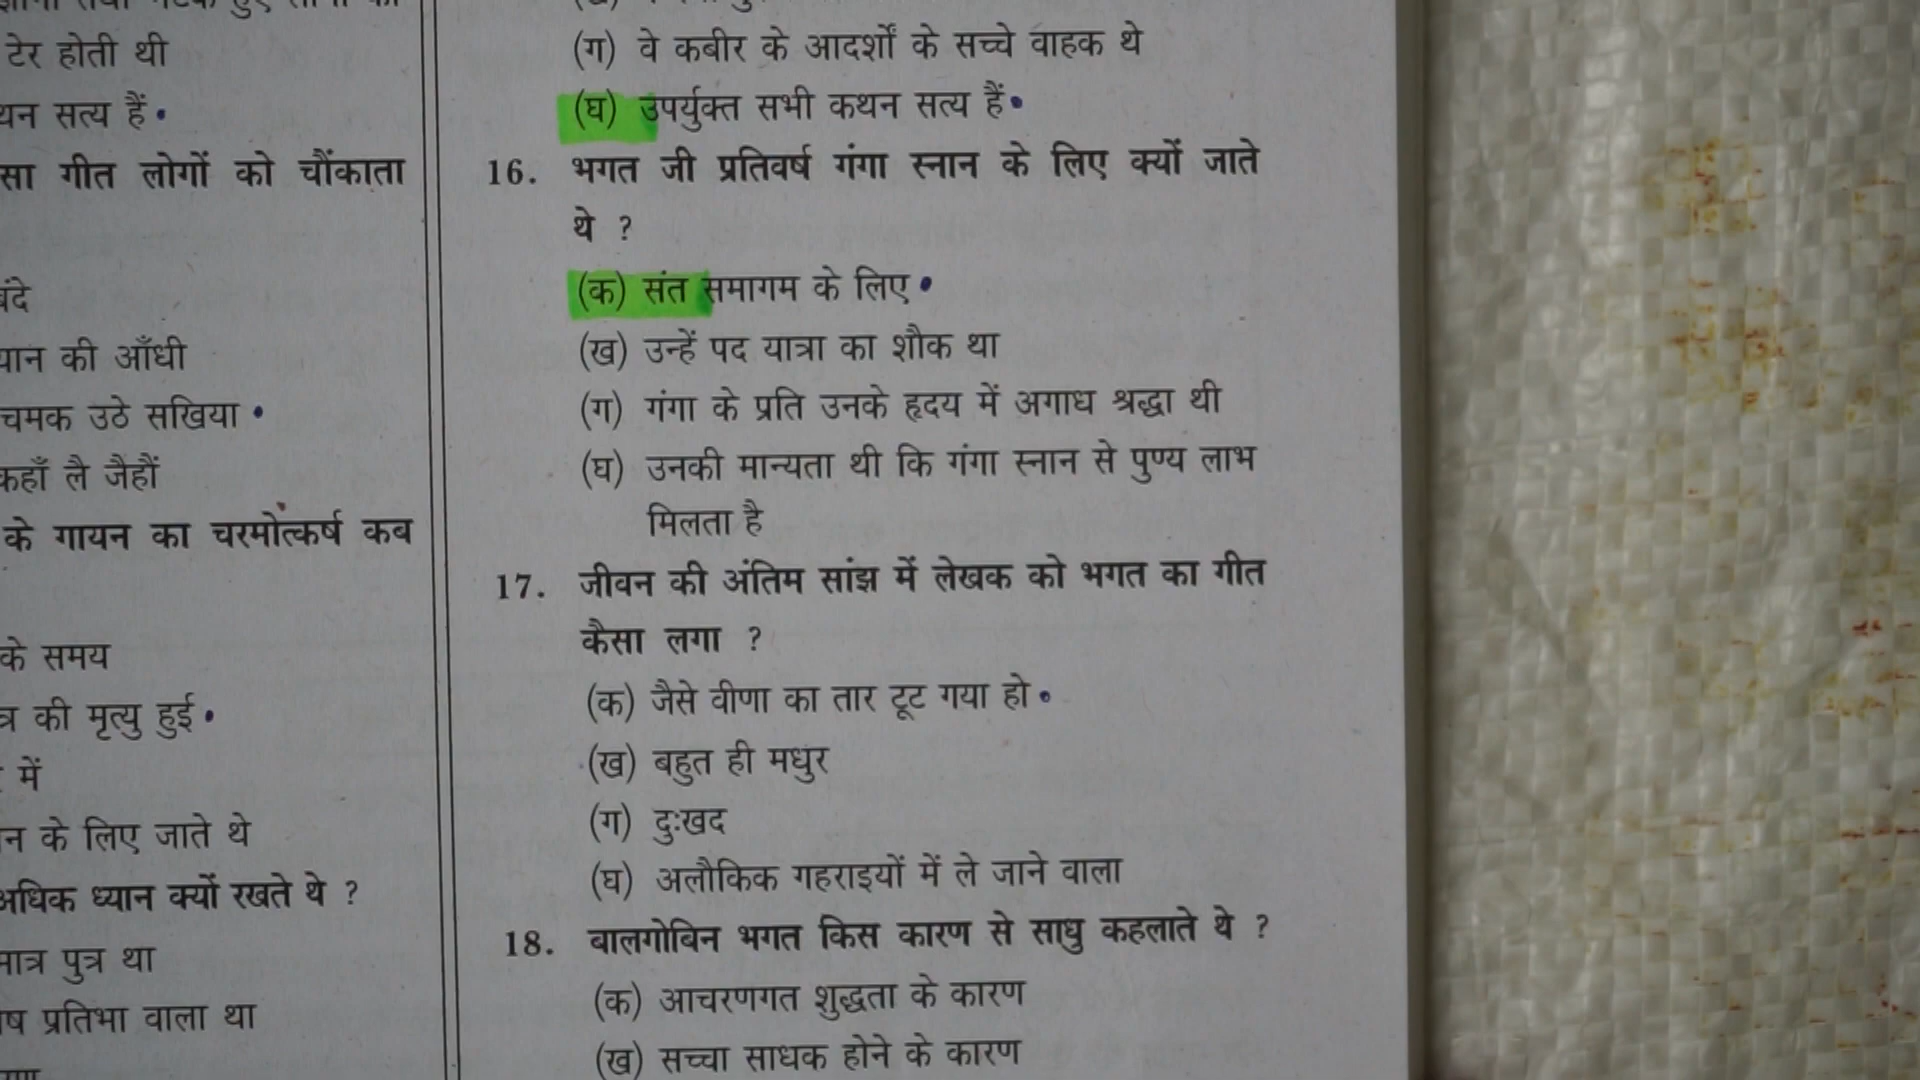 टेर होती थी
यन सत्य हैं •
सा गीत लोगों को चौंकाता
बंदे
यान की आँधी
चमक उठे सखिया •
कहाँ लै जैहौं
के गायन का चरमोत्कर्ष कब
के समय
त्र की मृत्यु हुई •
में
न के लिए जाते थे
अधिक ध्यान क्यों रखते थे ?
मात्र पुत्र था
ष प्रतिभा वाला था
(ग) वे कबीर के आदर्शों के सच्चे वाहक थे
(घ) उपर्युक्त सभी कथन सत्य हैं •
16. भगत जी प्रतिवर्ष गंगा स्नान के लिए क्यों जाते
थे ?
(क) संत समागम के लिए •
(ख) उन्हें पद यात्रा का शौक था
(ग) गंगा के प्रति उनके हृदय में अगाध श्रद्धा थी
(घ) उनकी मान्यता थी कि गंगा स्नान से पुण्य लाभ
मिलता है
17. जीवन की अंतिम सांझ में लेखक को भगत का गीत
कैसा लगा ?
(क) जैसे वीणा का तार टूट गया हो •
(ख) बहुत ही मधुर
(ग) दुःखद
(घ) अलौकिक गहराइयों में ले जाने वाला
18. बालगोबिन भगत किस कारण से साधु कहलाते थे ?
(क) आचरणगत शुद्धता के कारण
(ख) सच्चा साधक होने के कारण